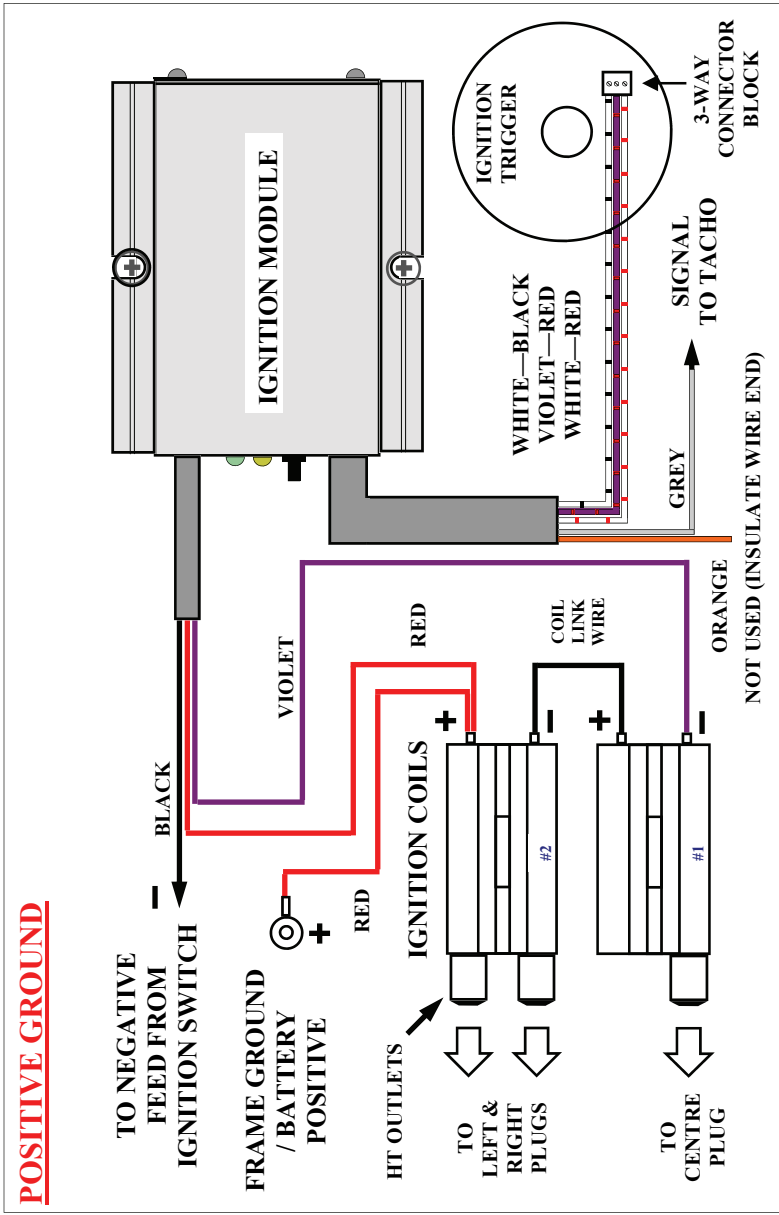 POSITIVE GROUND
TO NEGATIVE
FEED FROM
IGNITION SWITCH
−
BLACK
IGNITION MODULE
FRAME GROUND
/ BATTERY
POSITIVE
+
RED
VIOLET
RED
WHITE—BLACK
VIOLET—RED
WHITE—RED
IGNITION
TRIGGER
3-WAY
CONNECTOR
BLOCK
HT OUTLETS
IGNITION COILS
+
−
#2
COIL
LINK
WIRE
+
−
#1
GREY
SIGNAL
TO TACHO
TO
LEFT &
RIGHT
PLUGS
TO
CENTRE
PLUG
ORANGE
NOT USED (INSULATE WIRE END)